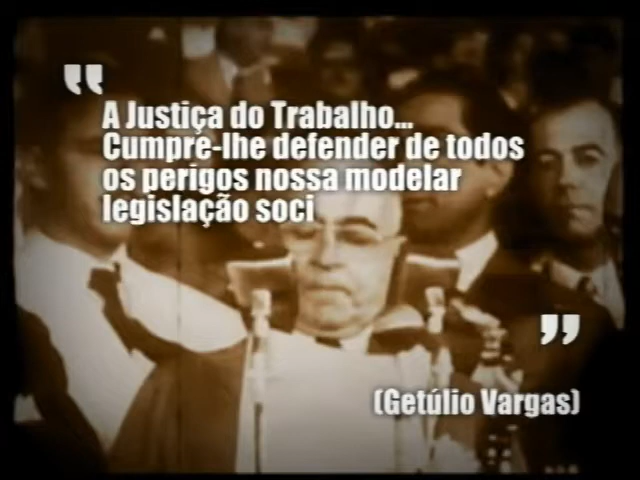 "
A Justiça do Trabalho...
Cumpre-lhe defender de todos
os perigos nossa modelar
legislação soci
"
(Getúlio Vargas)